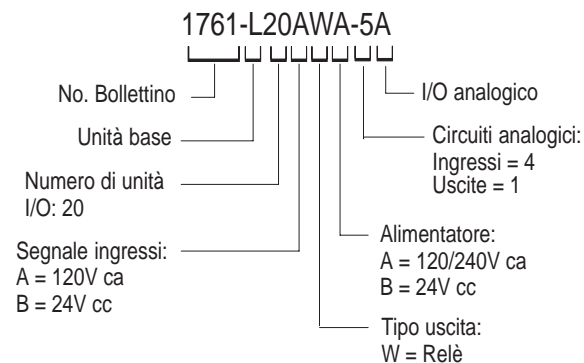 1761-L20AWA-5A
No. Bollettino
I/O analogico
Unità base
Circuiti analogici:
Ingressi = 4
Uscite = 1
Numero di unità
I/O: 20
Segnale ingressi:
A = 120V ca
B = 24V cc
Alimentatore:
A = 120/240V ca
B = 24V cc
Tipo uscita:
W = Relè